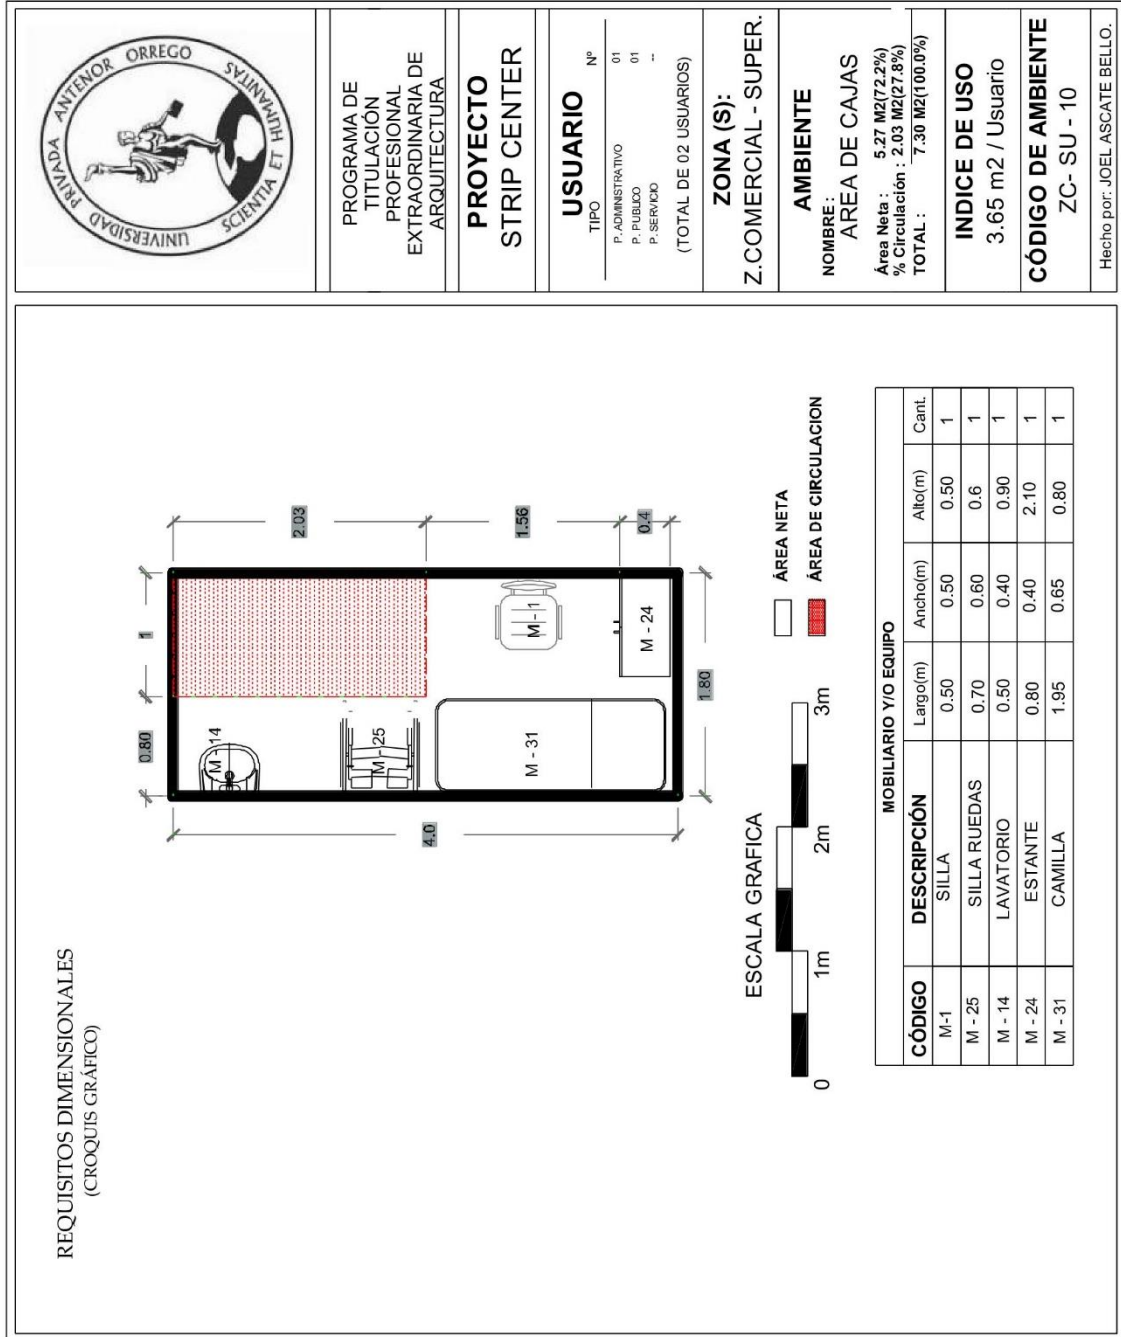 REQUISITOS DIMENSIONALES
(CROQUIS GRÁFICO)
4.0
0.80
1
2.03
1.56
0.4
1.80
M - 14
M - 25
M - 31
M - 1
M - 24
ESCALA GRAFICA
0
1m
2m
3m
ÁREA NETA
ÁREA DE CIRCULACION
MOBILIARIO Y/O EQUIPO
CÓDIGO DESCRIPCIÓN Largo(m) Ancho(m) Alto(m) Cant.
M-1 SILLA 0.50 0.50 0.50 1
M - 25 SILLA RUEDAS 0.70 0.60 0.6 1
M - 14 LAVATORIO 0.50 0.40 0.90 1
M - 24 ESTANTE 0.80 0.40 2.10 1
M - 31 CAMILLA 1.95 0.65 0.80 1
UNIVERSIDAD PRIVADA ANTENOR ORREGO
SCIENTIA ET HUMANITAS
PROGRAMA DE
TITULACIÓN
PROFESIONAL
EXTRAORDINARIA DE
ARQUITECTURA
PROYECTO
STRIP CENTER
USUARIO
TIPO Nº
P. ADMINISTRATIVO 01
P. PUBLICO 01
P. SERVICIO --
(TOTAL DE 02 USUARIOS)
ZONA (S):
Z.COMERCIAL - SUPER.
AMBIENTE
NOMBRE :
AREA DE CAJAS
Área Neta : 5.27 M2(72.2%)
% Circulación : 2.03 M2(27.8%)
TOTAL : 7.30 M2(100.0%)
INDICE DE USO
3.65 m2 / Usuario
CÓDIGO DE AMBIENTE
ZC- SU - 10
Hecho por: JOEL ASCATE BELLO.